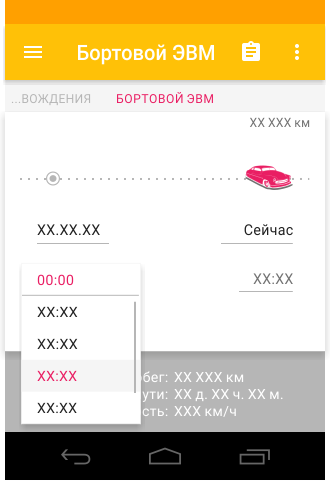 Бортовой ЭВМ
...ВОЖДЕНИЯ БОРТОВОЙ ЭВМ
XX XXX км
XX.XX.XX Сейчас
00:00 XX:XX
XX:XX
XX:XX
XX:XX
XX:XX
обег: XX XXX км
ути: XX д. XX ч. XX м.
сть: XXX км/ч